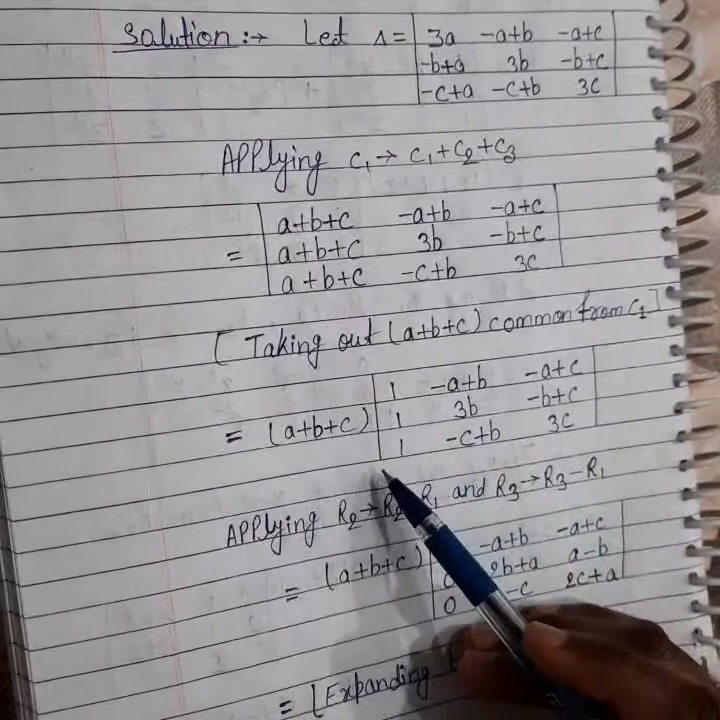 Solution :→ Let Δ = | 3a -a+b -a+c |
| -b+a 3b -b+c |
| -c+a -c+b 3c |
APPlying C₁→ C₁+C₂+C₃
= | a+b+c -a+b -a+c |
| a+b+c 3b -b+c |
| a+b+c -c+b 3c |
[ Taking out (a+b+c) common from C₁ ]
= (a+b+c) | 1 -a+b -a+c |
| 1 3b -b+c |
| 1 -c+b 3c |
APPlying R₂→R₂ R₁ and R₃→R₃-R₁
= (a+b+c) | -a+b -a+c |
| 2b+a a-b |
| 0 -c 2c+a |
= [Expanding